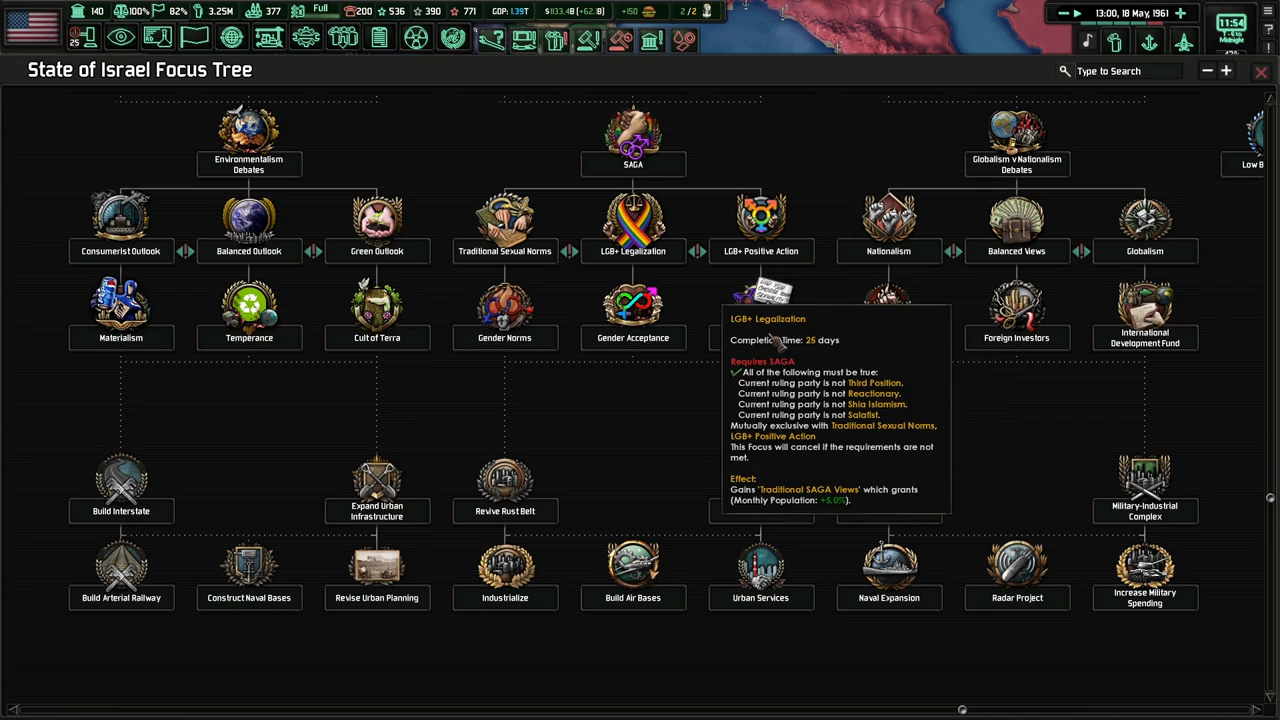 140 100% 82% 3.25M 377 Full 200 536 390 771 GDP: 1.39T $1133.4B (+62.1B) +150 2 / 2
13:00, 18 May, 1961
11:54
25
State of Israel Focus Tree
Type to Search
Environmentalism Debates
SAGA
Globalism v Nationalism Debates
Low B
Consumerist Outlook
Balanced Outlook
Green Outlook
Traditional Sexual Norms
LGB+ Legalization
LGB+ Positive Action
Nationalism
Balanced Views
Globalism
Materialism
Temperance
Cult of Terra
Gender Norms
Gender Acceptance
Foreign Investors
International Development Fund
LGB+ Legalization
Completion Time: 25 days
Requires SAGA
All of the following must be true:
Current ruling party is not Third Position.
Current ruling party is not Reactionary.
Current ruling party is not Shia Islamism.
Current ruling party is not Salafist.
Mutually exclusive with Traditional Sexual Norms,
LGB+ Positive Action
This Focus will cancel if the requirements are not
met.
Effect:
Gains 'Traditional SAGA Views' which grants
(Monthly Population: +5.0%).
Build Interstate
Expand Urban Infrastructure
Revive Rust Belt
Military-Industrial Complex
Build Arterial Railway
Construct Naval Bases
Revise Urban Planning
Industrialize
Build Air Bases
Urban Services
Naval Expansion
Radar Project
Increase Military Spending